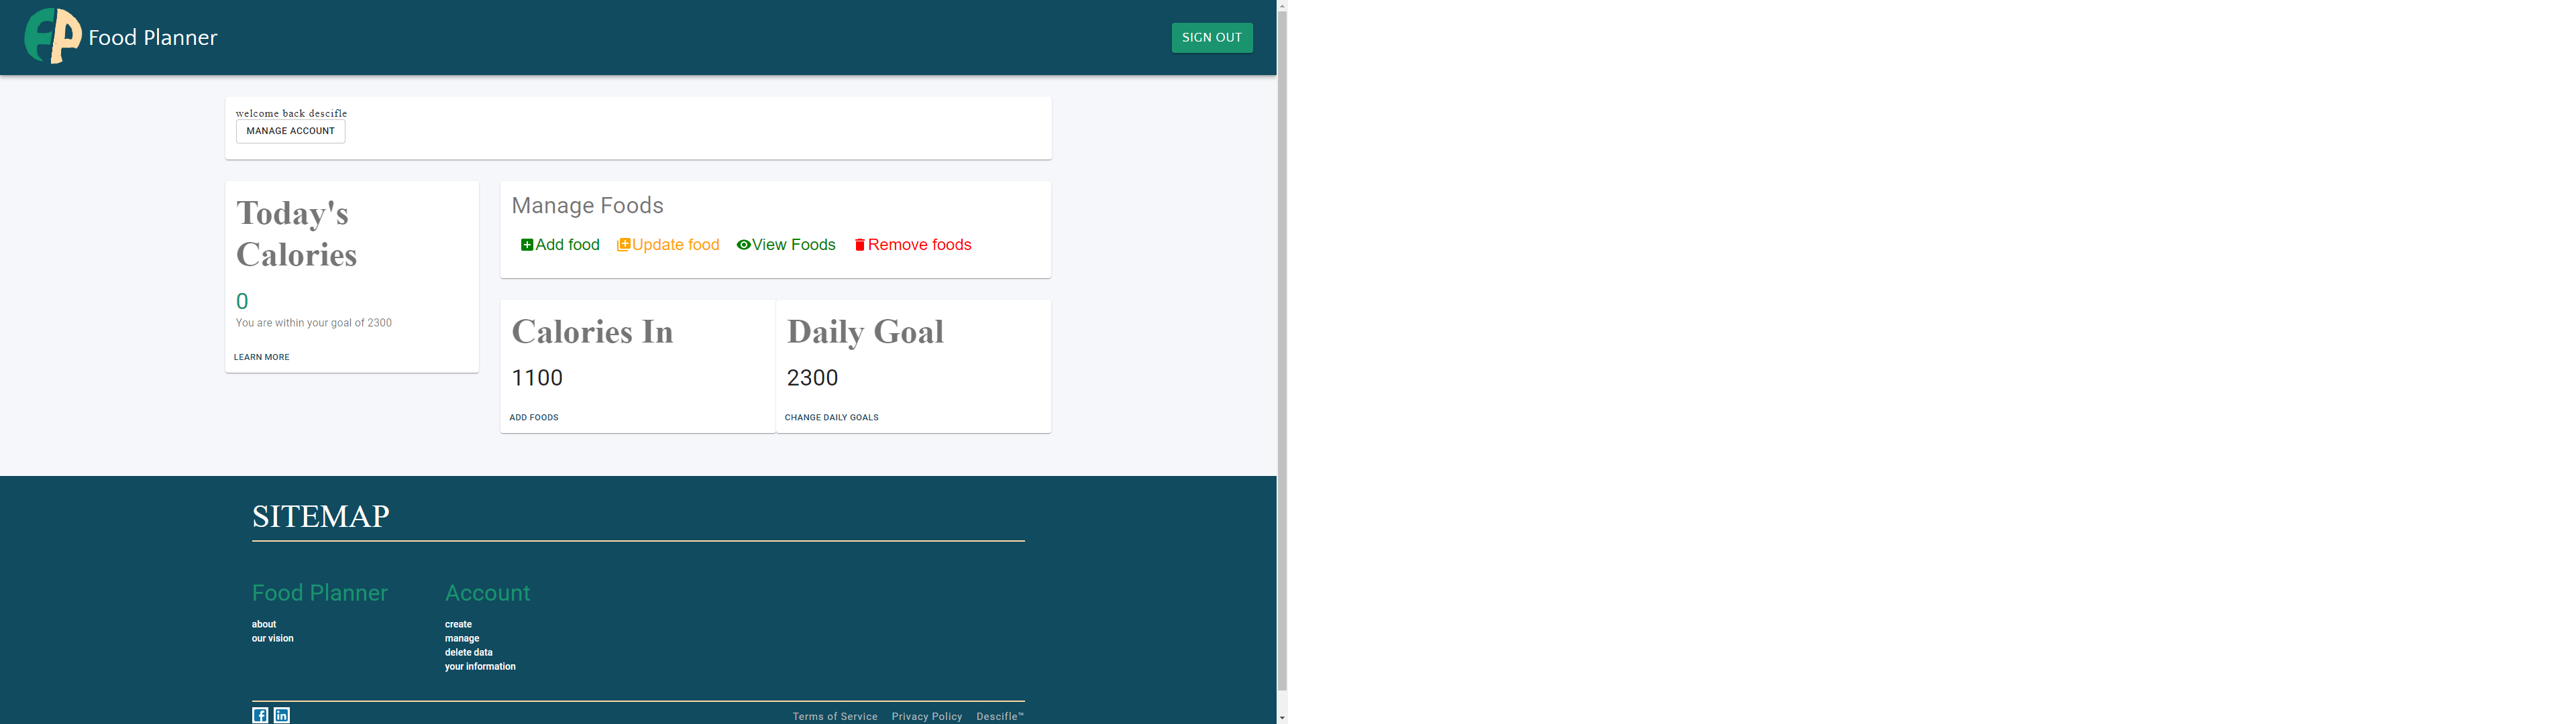 FP Food Planner
SIGN OUT
welcome back descifle
MANAGE ACCOUNT
Today's
Calories
0
You are within your goal of 2300
LEARN MORE
Manage Foods
Add food Update food View Foods Remove foods
Calories In
1100
ADD FOODS
Daily Goal
2300
CHANGE DAILY GOALS
SITEMAP
Food Planner
about
our vision
Account
create
manage
delete data
your information
Terms of Service Privacy Policy Descifle™